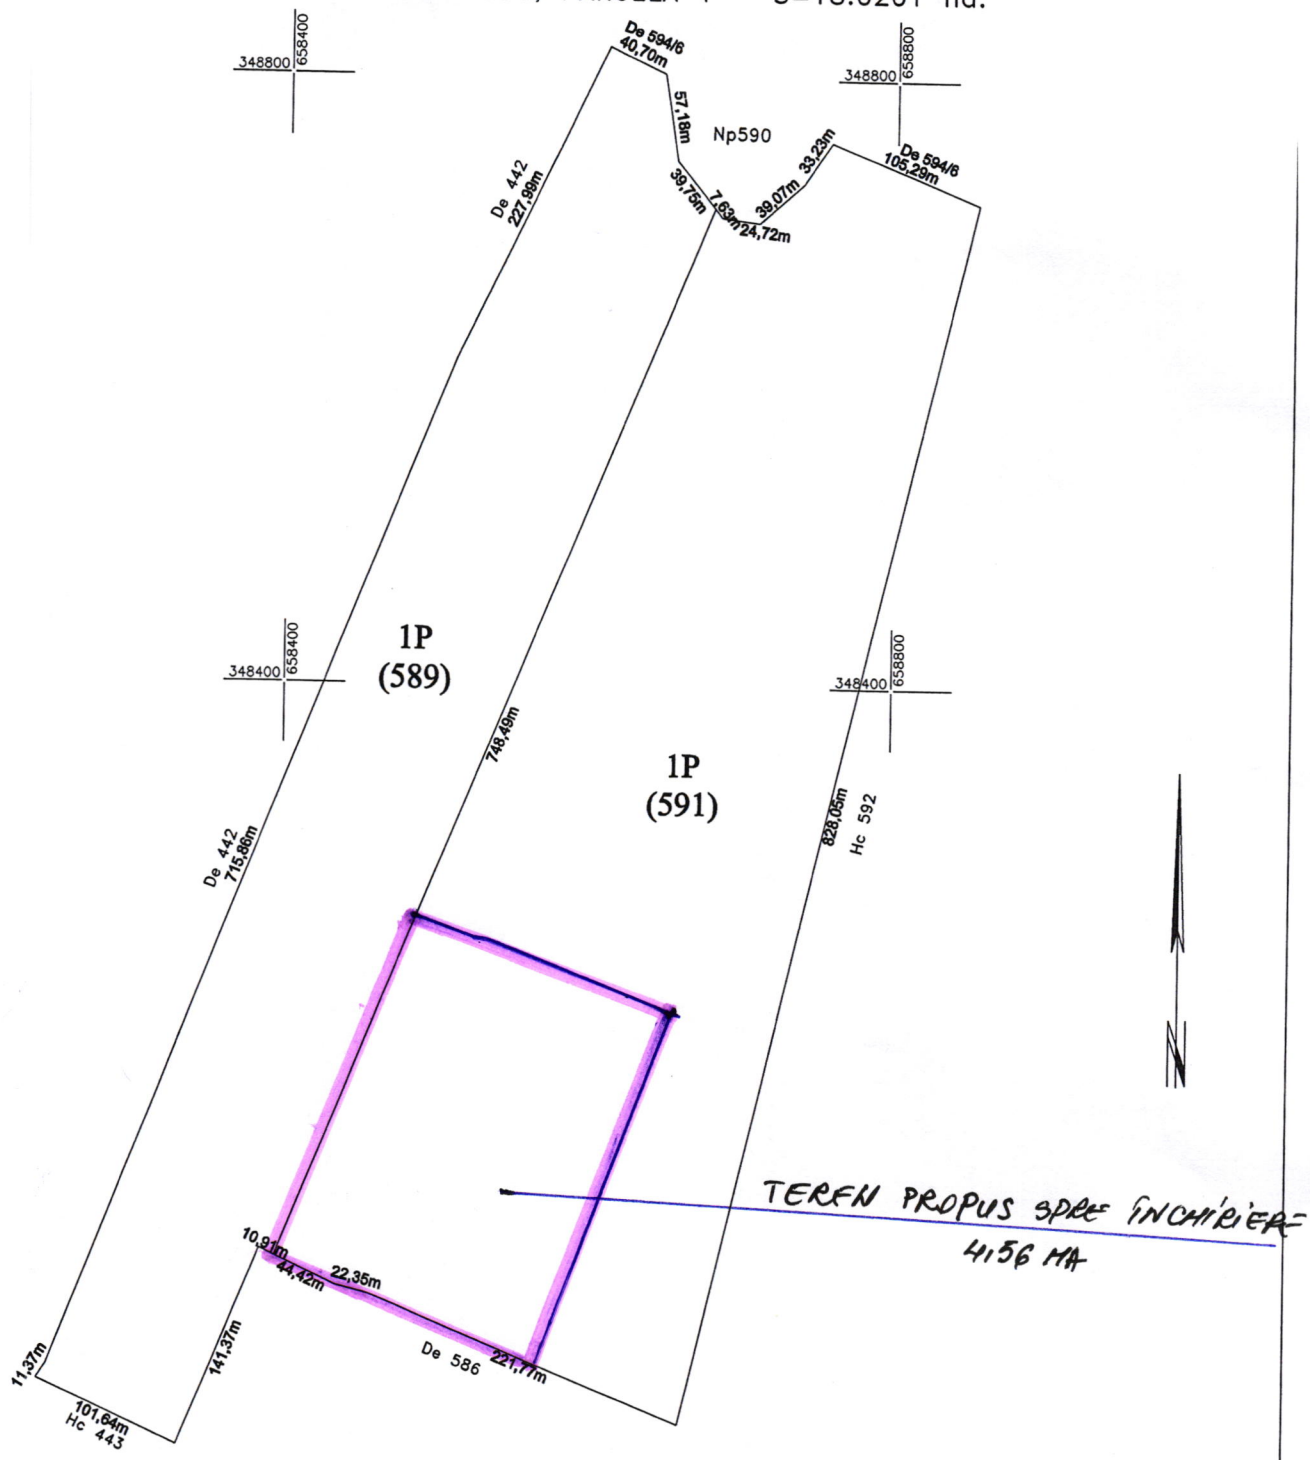 348800
658400
De 594/6
40,70m
57,18m
Np590
348800
658800
33,23m
De 594/6
105,29m
De 442
227,99m
39,75m
7,63m
39,07m
24,72m
1P
(589)
348400
658400
348400
658800
748,49m
1P
(591)
828,05m
Hc 592
De 442
715,86m
N
TEREN PROPUS SPRE ÎNCHIRIERE
4,56 HA
10,91m
44,42m
22,35m
De 586
221,77m
141,37m
11,37m
101,64m
Hc 443